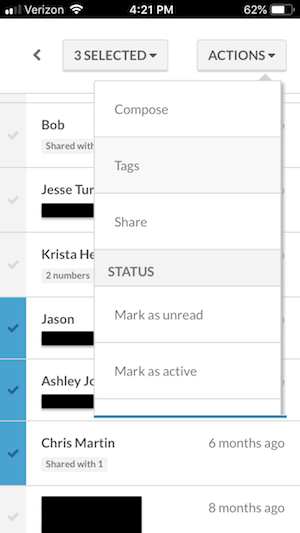 Verizon 4:21 PM 62%
3 SELECTED ACTIONS
Compose
Bob
Shared with
Tags
Jesse Tur
Share
Krista He
2 numbers
STATUS
Jason
Mark as unread
Ashley Jo
Mark as active
Chris Martin 6 months ago
Shared with 1
8 months ago